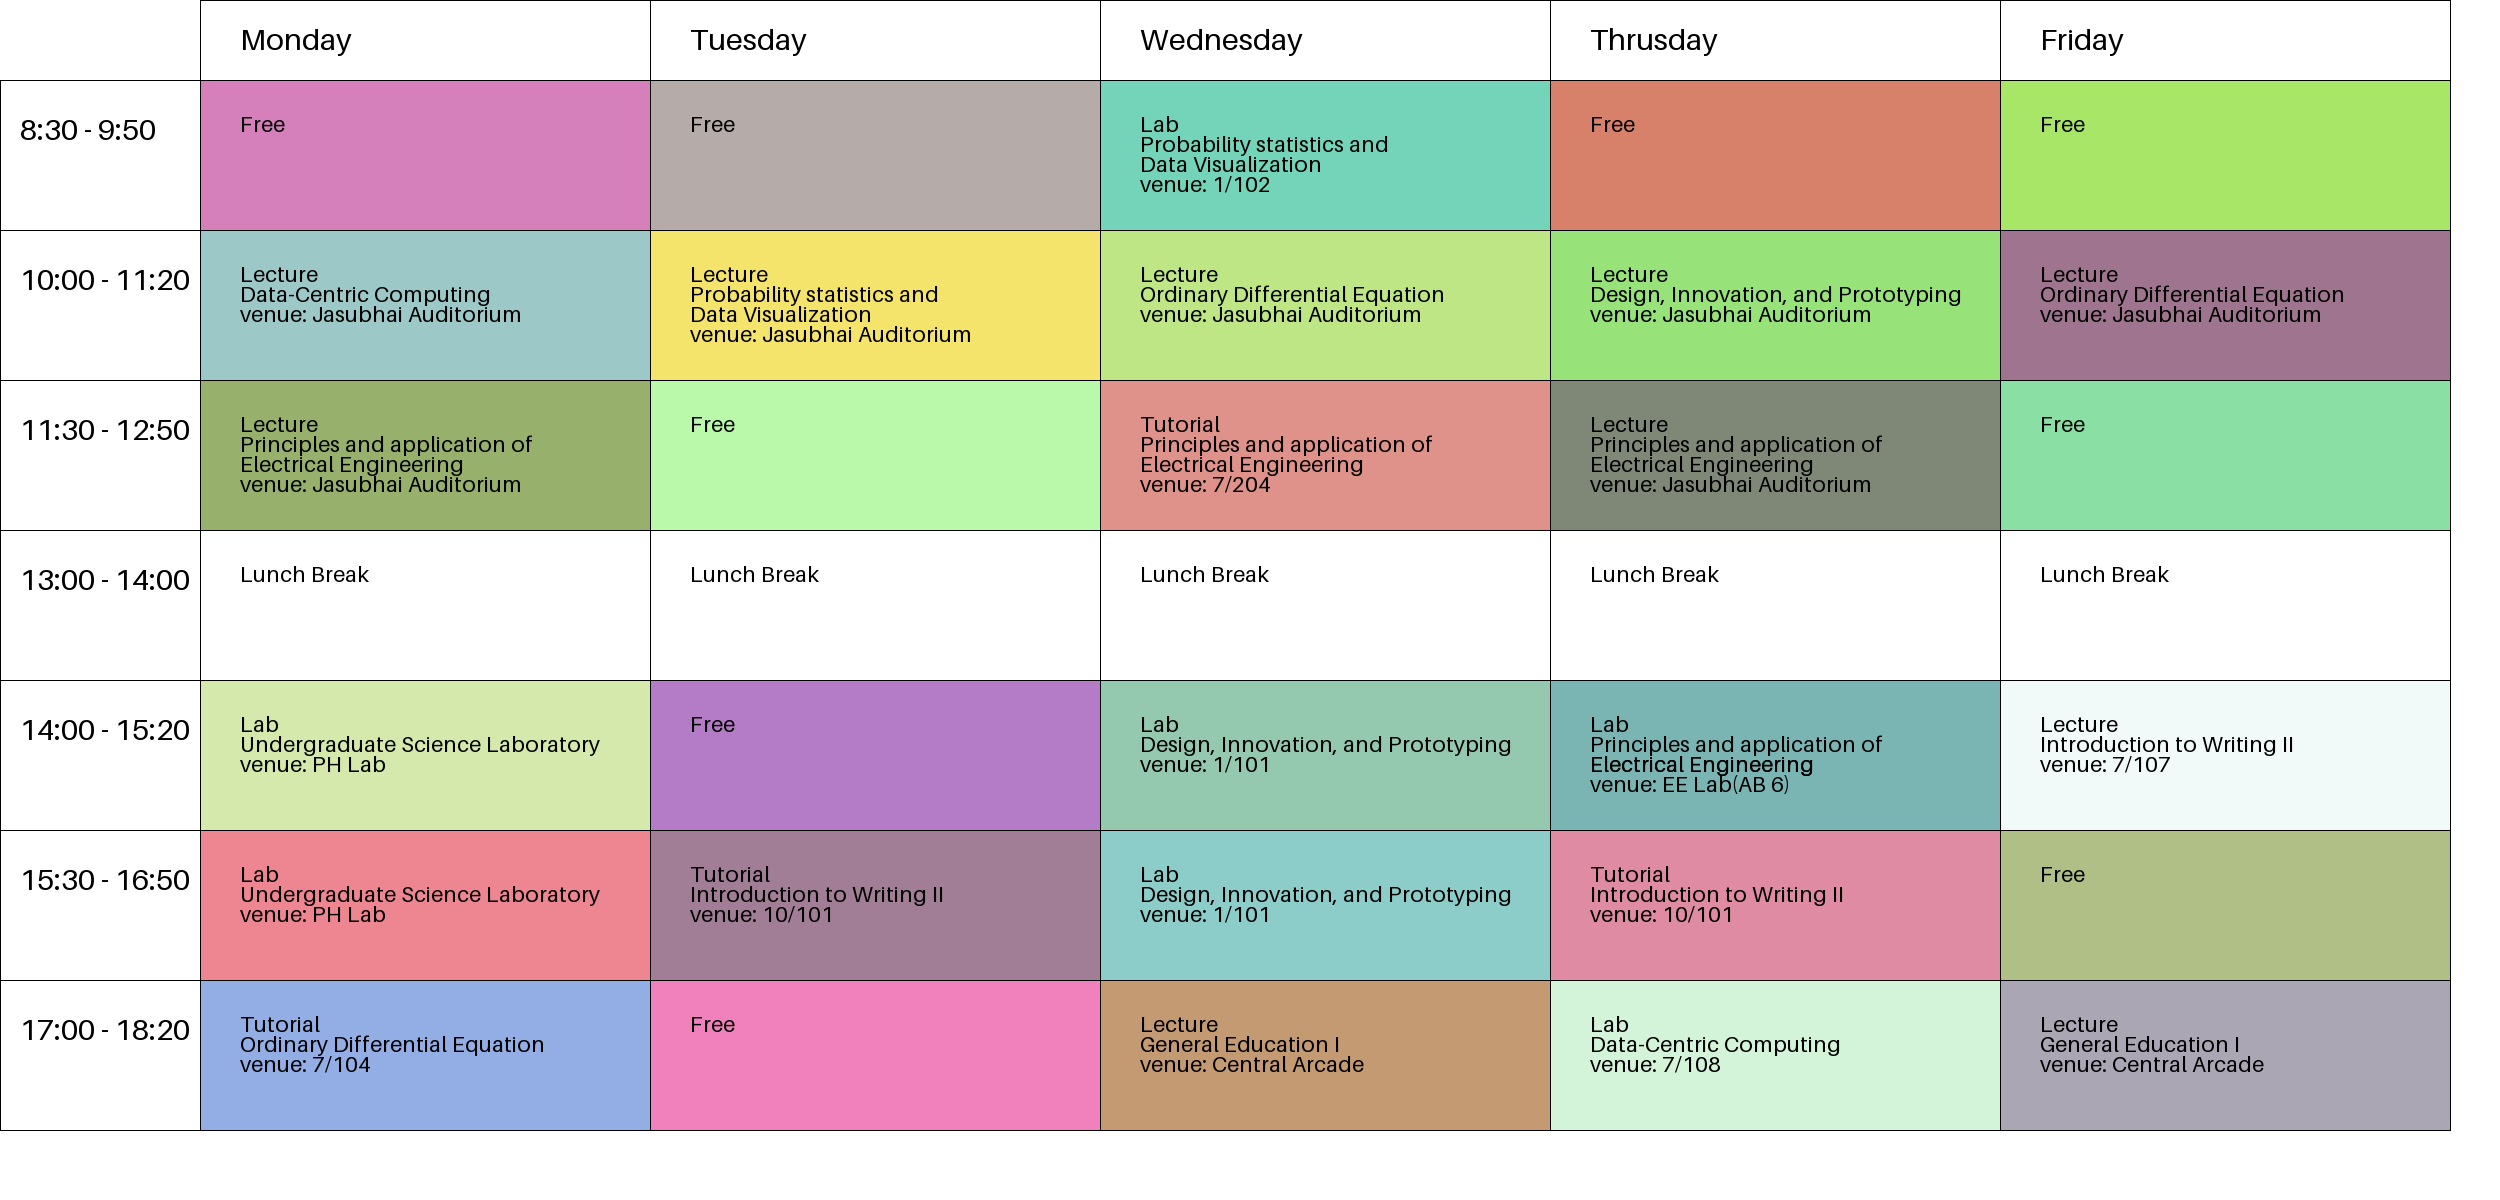 Monday
Tuesday
Wednesday
Thrusday
Friday
8:30 - 9:50
Free
Free
Lab
Probability statistics and
Data Visualization
venue: 1/102
Free
Free
10:00 - 11:20
Lecture
Data-Centric Computing
venue: Jasubhai Auditorium
Lecture
Probability statistics and
Data Visualization
venue: Jasubhai Auditorium
Lecture
Ordinary Differential Equation
venue: Jasubhai Auditorium
Lecture
Design, Innovation, and Prototyping
venue: Jasubhai Auditorium
Lecture
Ordinary Differential Equation
venue: Jasubhai Auditorium
11:30 - 12:50
Lecture
Principles and application of
Electrical Engineering
venue: Jasubhai Auditorium
Free
Tutorial
Principles and application of
Electrical Engineering
venue: 7/204
Lecture
Principles and application of
Electrical Engineering
venue: Jasubhai Auditorium
Free
13:00 - 14:00
Lunch Break
Lunch Break
Lunch Break
Lunch Break
Lunch Break
14:00 - 15:20
Lab
Undergraduate Science Laboratory
venue: PH Lab
Free
Lab
Design, Innovation, and Prototyping
venue: 1/101
Lab
Principles and application of
Electrical Engineering
venue: EE Lab(AB 6)
Lecture
Introduction to Writing II
venue: 7/107
15:30 - 16:50
Lab
Undergraduate Science Laboratory
venue: PH Lab
Tutorial
Introduction to Writing II
venue: 10/101
Lab
Design, Innovation, and Prototyping
venue: 1/101
Tutorial
Introduction to Writing II
venue: 10/101
Free
17:00 - 18:20
Tutorial
Ordinary Differential Equation
venue: 7/104
Free
Lecture
General Education I
venue: Central Arcade
Lab
Data-Centric Computing
venue: 7/108
Lecture
General Education I
venue: Central Arcade